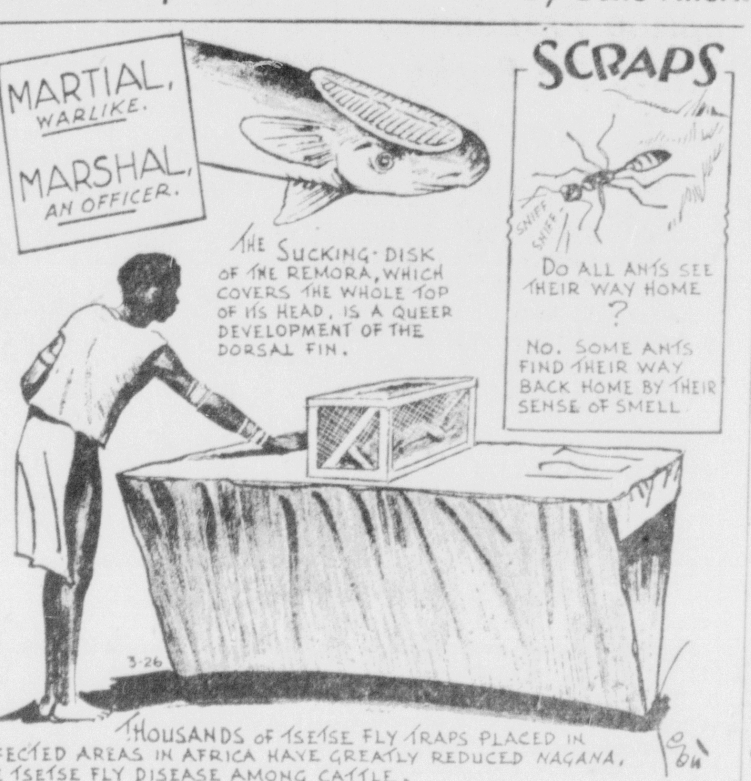 MARTIAL,
WARLIKE.
MARSHAL,
AN OFFICER.
THE SUCKING-DISK
OF THE REMORA, WHICH
COVERS THE WHOLE TOP
OF ITS HEAD, IS A QUEER
DEVELOPMENT OF THE
DORSAL FIN.
SCRAPS
SNIFF
SNIFF
DO ALL ANTS SEE
THEIR WAY HOME
?
NO. SOME ANTS
FIND THEIR WAY
BACK HOME BY THEIR
SENSE OF SMELL.
3-26
THOUSANDS OF TSETSE FLY TRAPS PLACED IN
AREAS IN AFRICA HAVE GREATLY REDUCED NAGANA,
TSETSE FLY DISEASE AMONG CATTLE.